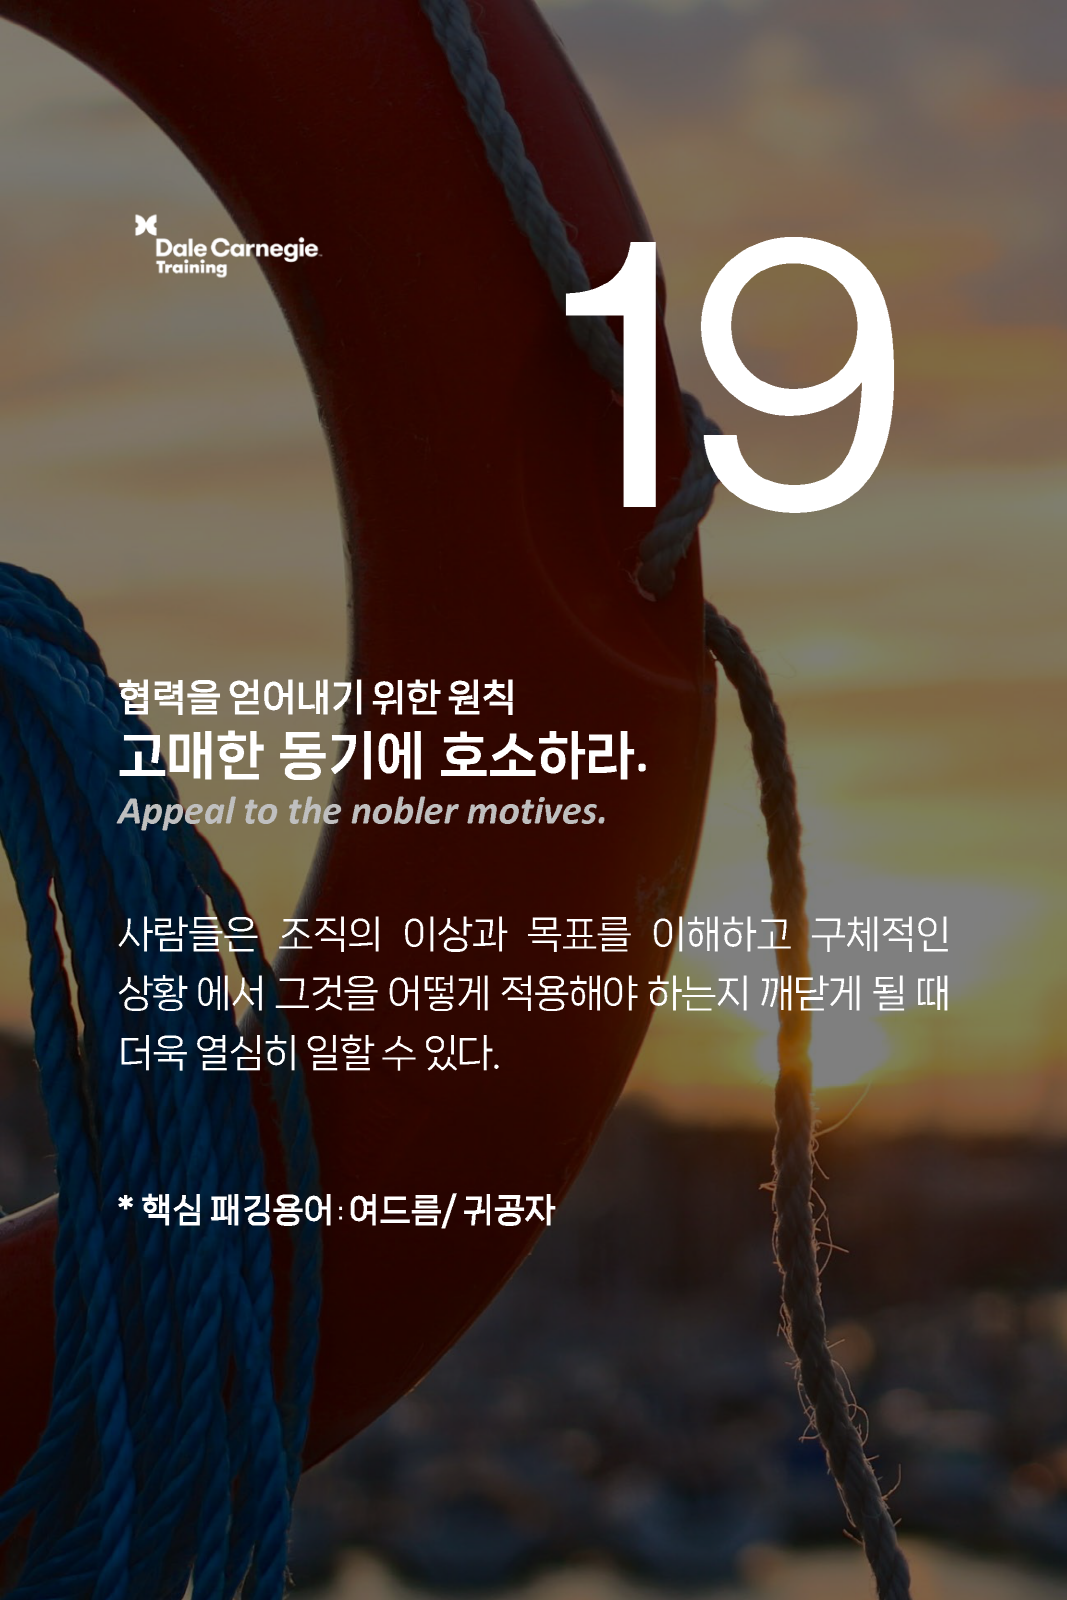 Dale Carnegie
Training
19
협력을 얻어내기 위한 원칙
고매한 동기에 호소하라.
Appeal to the nobler motives.
사람들은 조직의 이상과 목표를 이해하고 구체적인
상황 에서 그것을 어떻게 적용해야 하는지 깨닫게 될 때
더욱 열심히 일할 수 있다.
* 핵심 패깅용어 : 여드름/ 귀공자